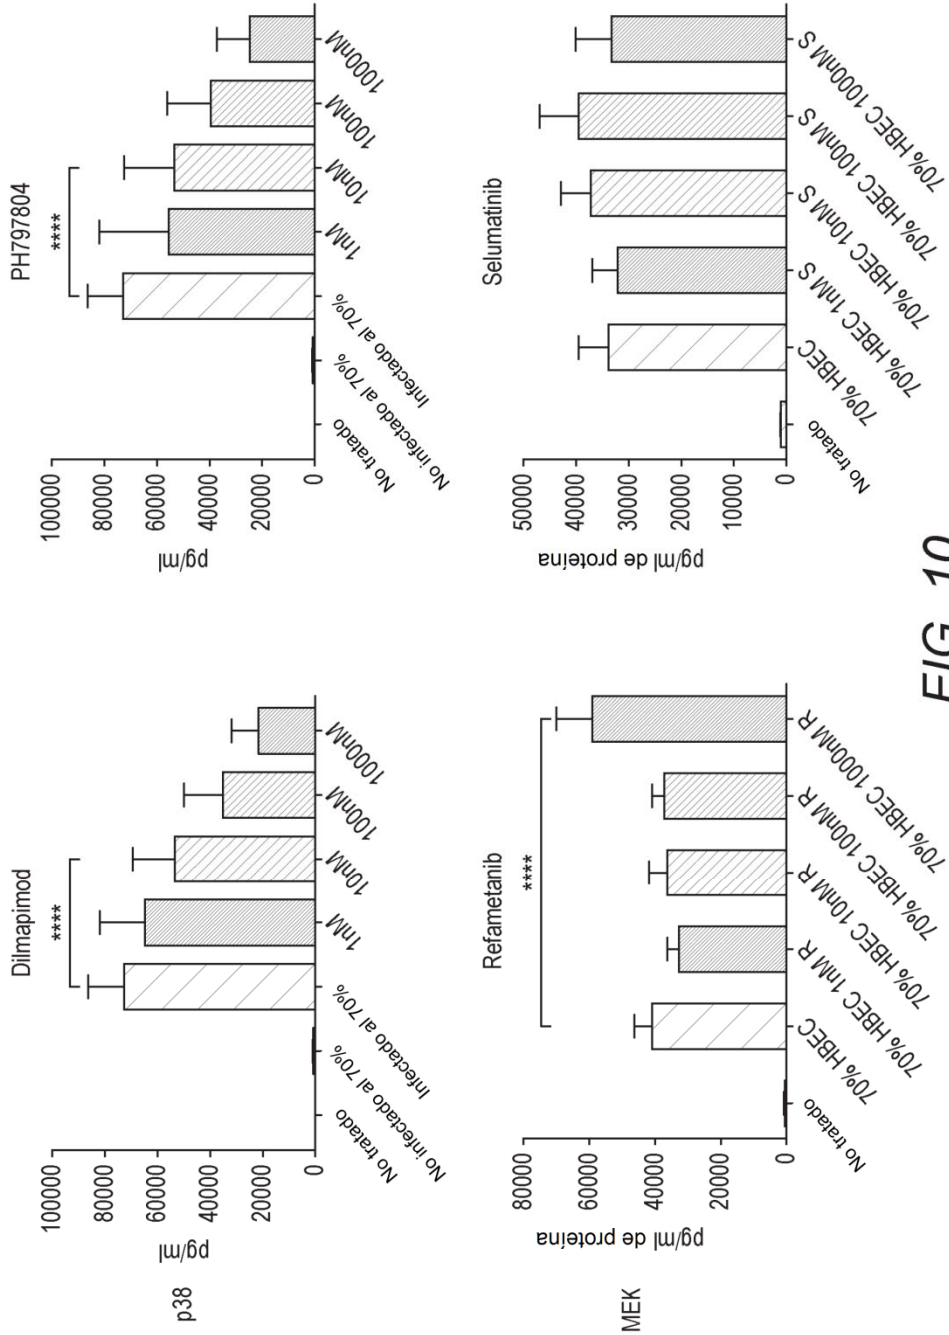 p38
Dilmapimod
pg/ml
100000
80000
60000
40000
20000
0
****
No tratado
No infectado al 70%
Infectado al 70%
1nM
10nM
100nM
1000nM
PH797804
pg/ml
100000
80000
60000
40000
20000
0
****
No tratado
No infectado al 70%
Infectado al 70%
1nM
10nM
100nM
1000nM
MEK
Refametanib
pg/ml de proteína
80000
60000
40000
20000
0
****
No tratado
70% HBEC
70% HBEC 1nM R
70% HBEC 10nM R
70% HBEC 100nM R
70% HBEC 1000nM R
Selumatinib
pg/ml de proteína
50000
40000
30000
20000
10000
0
No tratado
70% HBEC
70% HBEC 1nM S
70% HBEC 10nM S
70% HBEC 100nM S
70% HBEC 1000nM S
FIG. 10